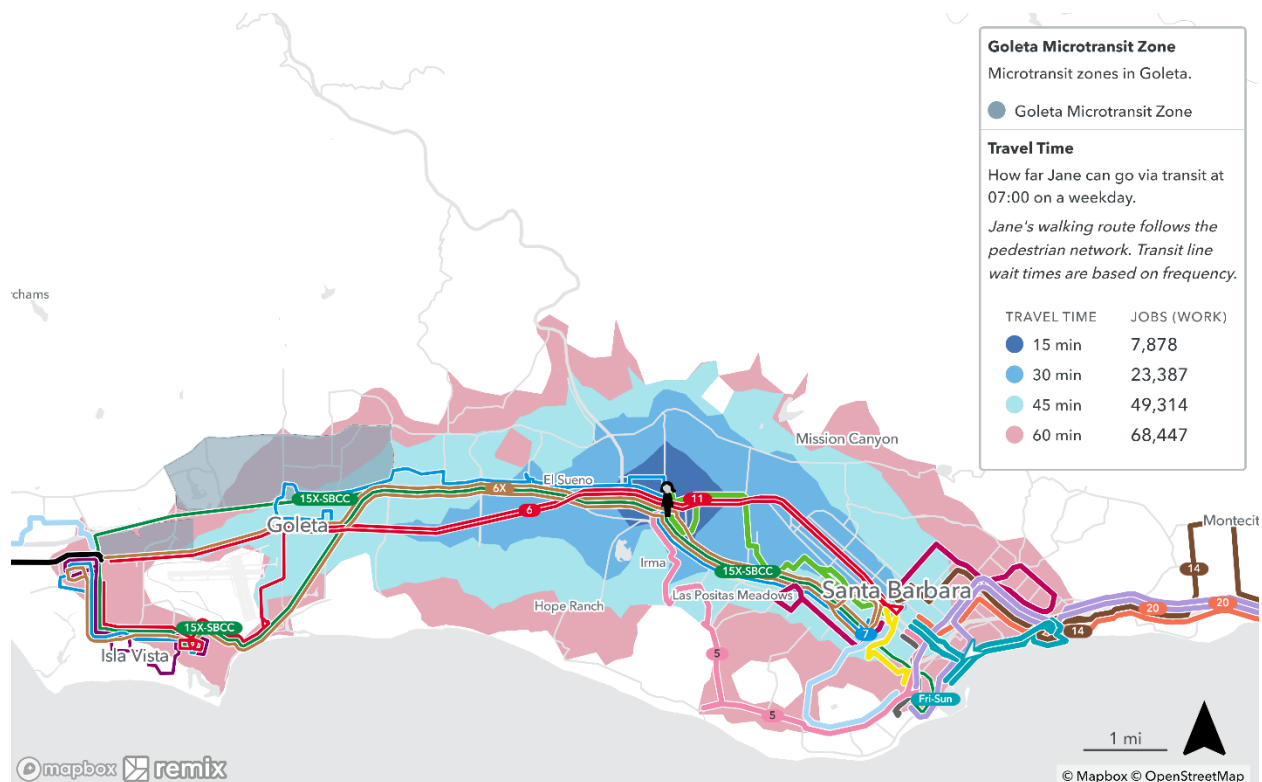 Goleta Microtransit Zone
Microtransit zones in Goleta.
Goleta Microtransit Zone
Travel Time
How far Jane can go via transit at
07:00 on a weekday.
Jane's walking route follows the
pedestrian network. Transit line
wait times are based on frequency.
TRAVEL TIME JOBS (WORK)
15 min 7,878
30 min 23,387
45 min 49,314
60 min 68,447
rchams
Mission Canyon
El Sueno
6X
15X-SBCC
11
6
Goleta
Montecit
Irma
15X-SBCC
14
Las Positas Meadows
Santa Barbara
Hope Ranch
20
20
15X-SBCC
7
14
Isla Vista
5
Fri-Sun
5
1 mi
mapbox remix
© Mapbox © OpenStreetMap